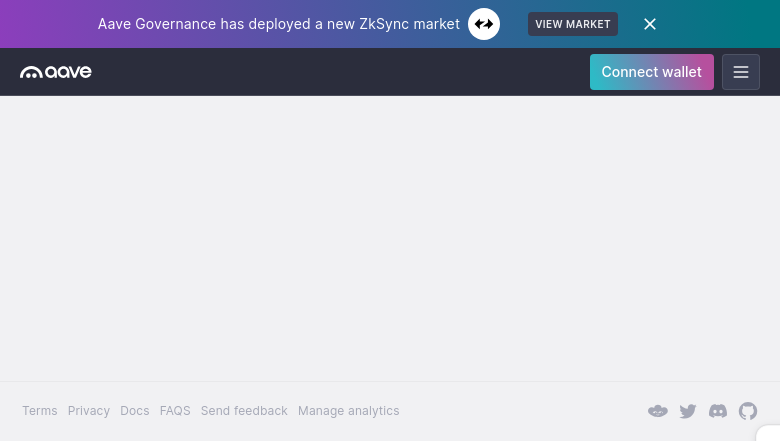 Aave Governance has deployed a new ZkSync market
VIEW MARKET
aave
Connect wallet
Terms Privacy Docs FAQS Send feedback Manage analytics